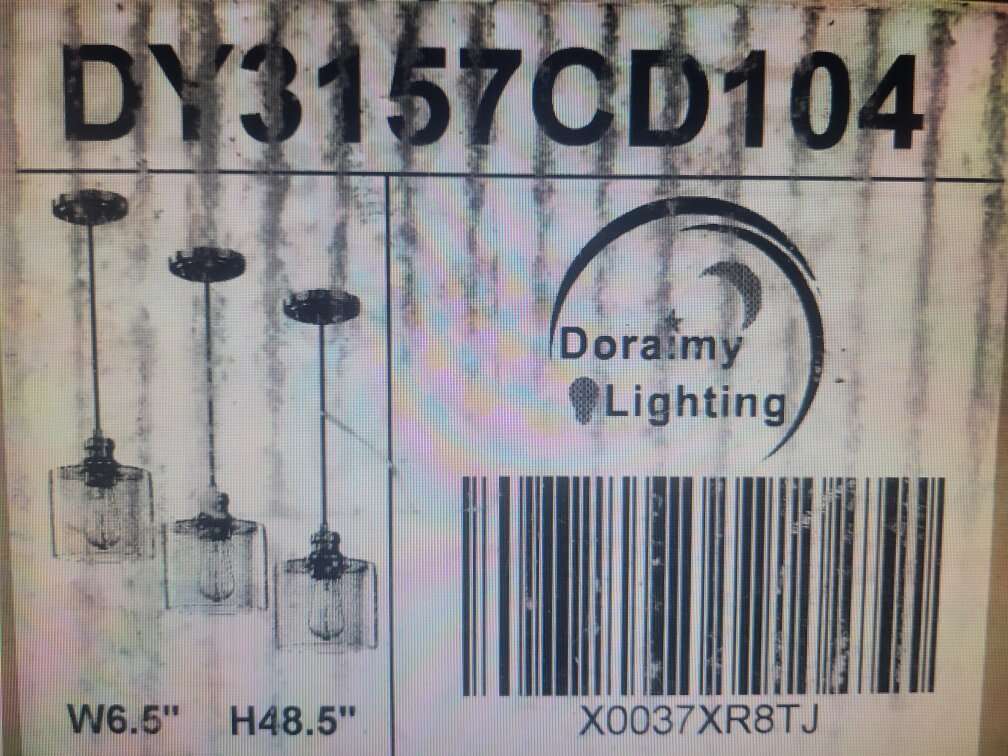 DY3157CD104
Doraimy
Lighting
X0037XR8TJ
W6.5" H48.5"